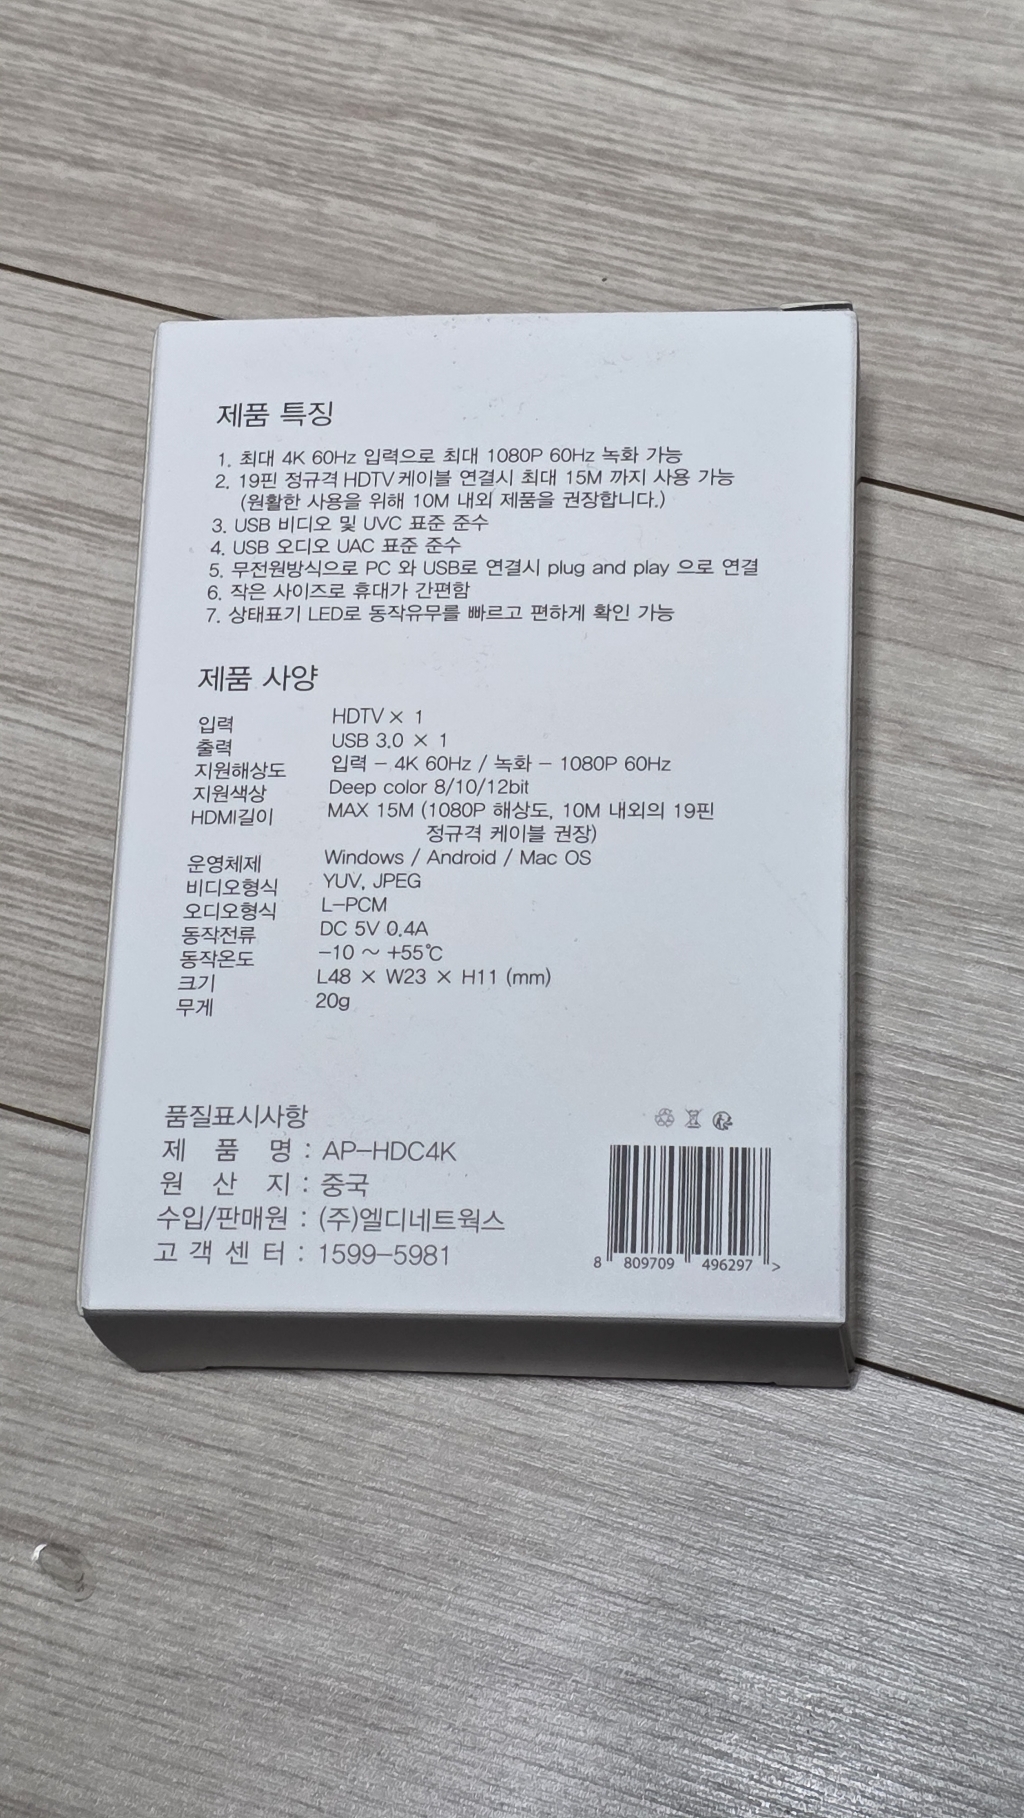 제품 특징
1. 최대 4K 60Hz 입력으로 최대 1080P 60Hz 녹화 가능
2. 19핀 정규격 HDTV 케이블 연결시 최대 15M 까지 사용 가능
(원활한 사용을 위해 10M 내외 제품을 권장합니다.)
3. USB 비디오 및 UVC 표준 준수
4. USB 오디오 UAC 표준 준수
5. 무전원방식으로 PC 와 USB로 연결시 plug and play 으로 연결
6. 작은 사이즈로 휴대가 간편함
7. 상태표기 LED로 동작유무를 빠르고 편하게 확인 가능
제품 사양
입력 HDTV × 1
출력 USB 3.0 × 1
지원해상도 입력 - 4K 60Hz / 녹화 - 1080P 60Hz
지원색상 Deep color 8/10/12bit
HDMI길이 MAX 15M (1080P 해상도, 10M 내외의 19핀
정규격 케이블 권장)
운영체제 Windows / Android / Mac OS
비디오형식 YUV, JPEG
오디오형식 L-PCM
동작전류 DC 5V 0.4A
동작온도 -10 ~ +55℃
크기 L48 × W23 × H11 (mm)
무게 20g
품질표시사항
제 품 명 : AP-HDC4K
원 산 지 : 중국
수입/판매원 : (주)엘디네트웍스
고 객 센 터 : 1599-5981
8 809709 496297 >